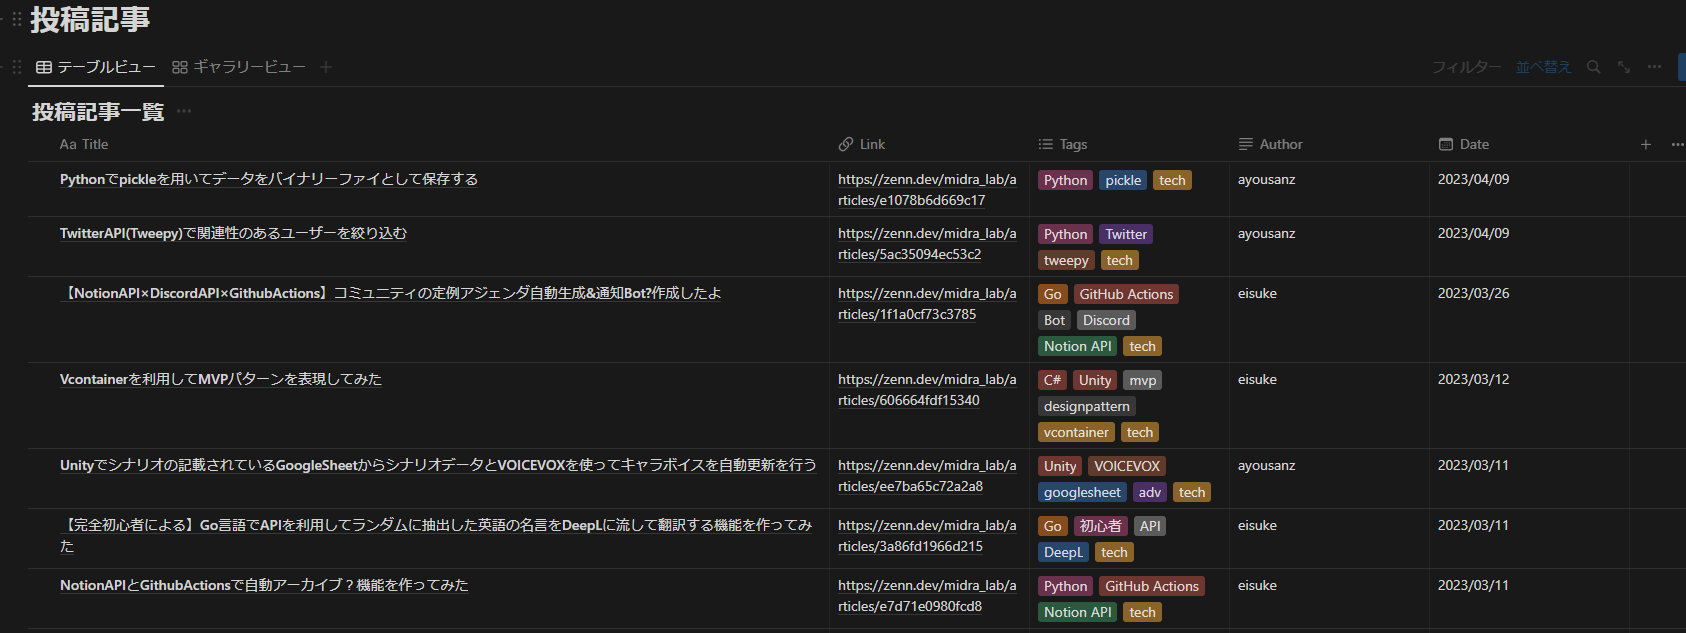 投稿記事
テーブルビュー ギャラリービュー + フィルター 並べ替え
投稿記事一覧 ···
Aa Title Link Tags Author Date + ···
Pythonでpickleを用いてデータをバイナリーファイとして保存する https://zenn.dev/midra_lab/a Python pickle tech ayousanz 2023/04/09
rticles/e1078b6d669c17
TwitterAPI(Tweepy)で関連性のあるユーザーを絞り込む https://zenn.dev/midra_lab/a Python Twitter ayousanz 2023/04/09
rticles/5ac35094ec53c2 tweepy tech
【NotionAPI×DiscordAPI×GithubActions】コミュニティの定例アジェンダ自動生成&通知Bot?作成したよ https://zenn.dev/midra_lab/a Go GitHub Actions eisuke 2023/03/26
rticles/1f1a0cf73c3785 Bot Discord
Notion API tech
Vcontainerを利用してMVPパターンを表現してみた https://zenn.dev/midra_lab/a C# Unity mvp eisuke 2023/03/12
rticles/606664fdf15340 designpattern
vcontainer tech
Unityでシナリオの記載されているGoogleSheetからシナリオデータとVOICEVOXを使ってキャラボイスを自動更新を行う https://zenn.dev/midra_lab/a Unity VOICEVOX ayousanz 2023/03/11
rticles/ee7ba65c72a2a8 googlesheet adv tech
【完全初心者による】Go言語でAPIを利用してランダムに抽出した英語の名言をDeepLに流して翻訳する機能を作ってみ https://zenn.dev/midra_lab/a Go 初心者 API eisuke 2023/03/11
た rticles/3a86fd1966d215 DeepL tech
NotionAPIとGithubActionsで自動アーカイブ？機能を作ってみた https://zenn.dev/midra_lab/a Python GitHub Actions eisuke 2023/03/11
rticles/e7d71e0980fcd8 Notion API tech